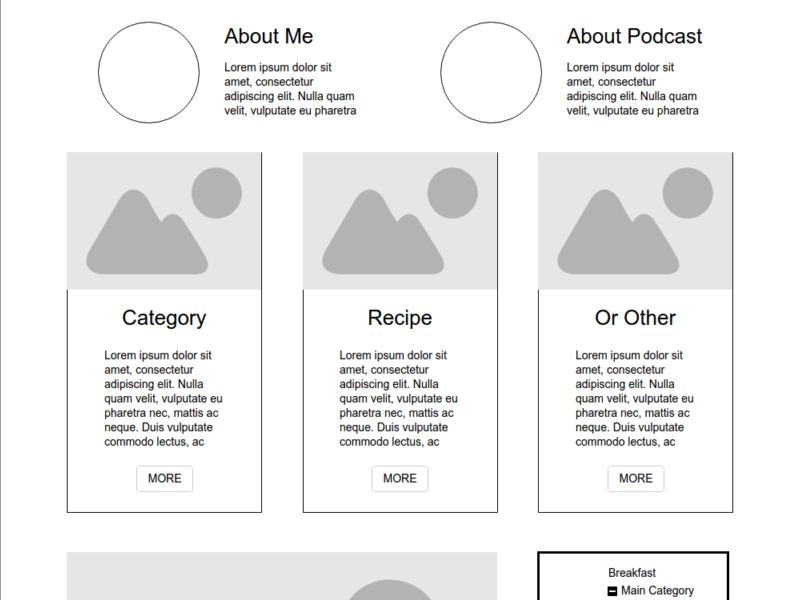 About Me
Lorem ipsum dolor sit
amet, consectetur
adipiscing elit. Nulla quam
velit, vulputate eu pharetra
About Podcast
Lorem ipsum dolor sit
amet, consectetur
adipiscing elit. Nulla quam
velit, vulputate eu pharetra
Category
Lorem ipsum dolor sit
amet, consectetur
adipiscing elit. Nulla
quam velit, vulputate eu
pharetra nec, mattis ac
neque. Duis vulputate
commodo lectus, ac
MORE
Recipe
Lorem ipsum dolor sit
amet, consectetur
adipiscing elit. Nulla
quam velit, vulputate eu
pharetra nec, mattis ac
neque. Duis vulputate
commodo lectus, ac
MORE
Or Other
Lorem ipsum dolor sit
amet, consectetur
adipiscing elit. Nulla
quam velit, vulputate eu
pharetra nec, mattis ac
neque. Duis vulputate
commodo lectus, ac
MORE
Breakfast
Main Category